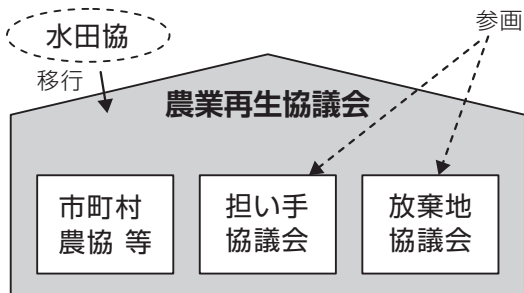 水田協
参画
移行
農業再生協議会
市町村
農協 等
担い手
協議会
放棄地
協議会